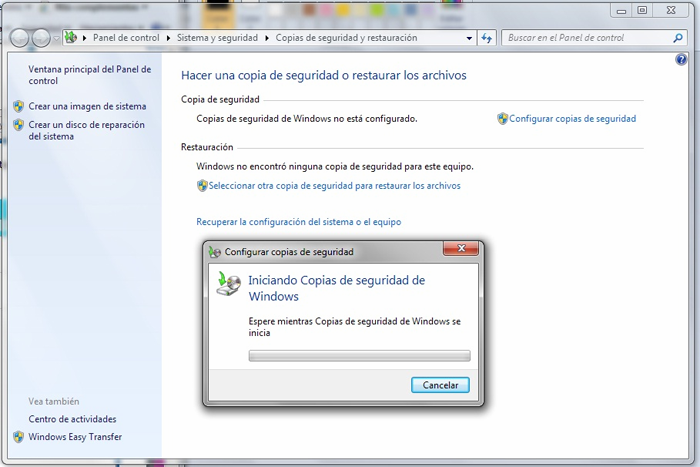 Panel de control
Sistema y seguridad
Copias de seguridad y restauración
Buscar en el Panel de control
Ventana principal del Panel de
control
Crear una imagen de sistema
Crear un disco de reparación
del sistema
Hacer una copia de seguridad o restaurar los archivos
Copia de seguridad
Copias de seguridad de Windows no está configurado.
Configurar copias de seguridad
Restauración
Windows no encontró ninguna copia de seguridad para este equipo.
Seleccionar otra copia de seguridad para restaurar los archivos
Recuperar la configuración del sistema o el equipo
Configurar copias de seguridad
Iniciando Copias de seguridad de
Windows
Espere mientras Copias de seguridad de Windows se
inicia
Cancelar
Vea también
Centro de actividades
Windows Easy Transfer